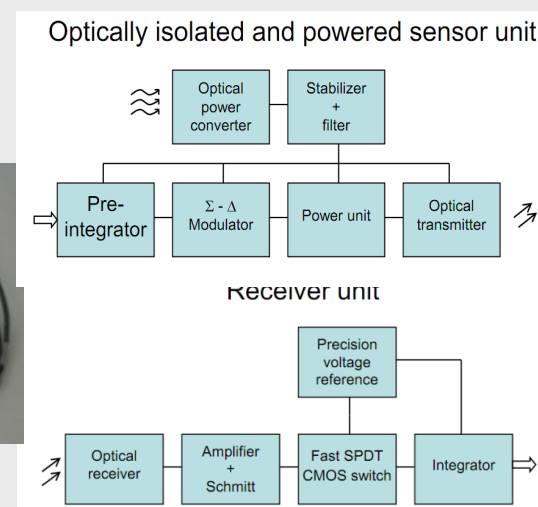 Optically isolated and powered sensor unit
Optical
power
converter
Stabilizer
+
filter
Pre-
integrator
Σ - Δ
Modulator
Power unit
Optical
transmitter
Receiver unit
Precision
voltage
reference
Optical
receiver
Amplifier
+
Schmitt
Fast SPDT
CMOS switch
Integrator